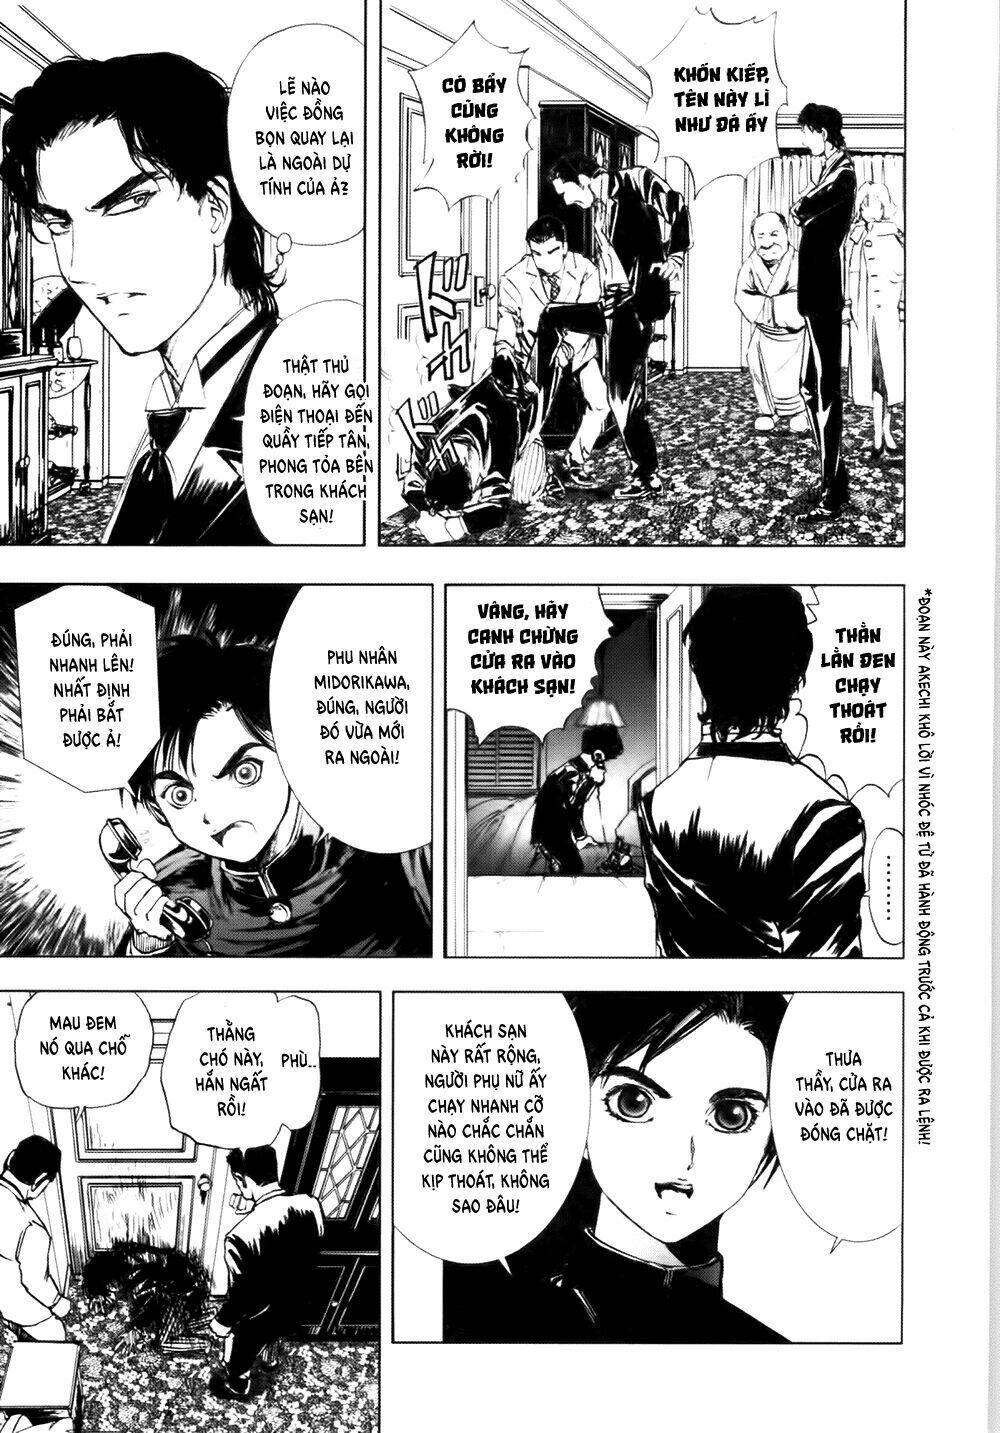 KHỐN KIẾP,
TÊN NÀY LÌ
NHƯ ĐÁ ẤY
CÓ BẨY
CŨNG
KHÔNG
RỜI!
ドドカドカ
LẼ NÀO
VIỆC ĐỒNG
BỌN QUAY LẠI
LÀ NGOÀI DỰ
TÍNH CỦA Ả?
THẬT THỦ
ĐOẠN, HÃY GỌI
ĐIỆN THOẠI ĐẾN
QUẦY TIẾP TÂN,
PHONG TỎA BÊN
TRONG KHÁCH
SẠN!
THẰN
LẰN ĐEN
CHẠY
THOÁT
RỒI!
.........
VÂNG, HÃY
CANH CHỪNG
CỬA RA VÀO
KHÁCH SẠN!
PHU NHÂN
MIDORIKAWA,
ĐÚNG, NGƯỜI
ĐÓ VỪA MỚI
RA NGOÀI!
ĐÚNG, PHẢI
NHANH LÊN!
NHẤT ĐỊNH
PHẢI BẮT
ĐƯỢC Ả!
*ĐOẠN NÀY AKECHI KHÔ LỜI VÌ NHÓC ĐỆ TỬ ĐÃ HÀNH ĐỘNG TRƯỚC CẢ KHI ĐƯỢC RA LỆNH!
THƯA
THẦY, CỬA RA
VÀO ĐÃ ĐƯỢC
ĐÓNG CHẶT!
KHÁCH SẠN
NÀY RẤT RỘNG,
NGƯỜI PHỤ NỮ ẤY
CHẠY NHANH CỠ
NÀO CHẮC CHẮN
CŨNG KHÔNG THỂ
KỊP THOÁT, KHÔNG
SAO ĐÂU!
PHÙ..
THẰNG
CHÓ NÀY,
HẮN NGẤT
RỒI!
MAU ĐEM
NÓ QUA CHỖ
KHÁC!